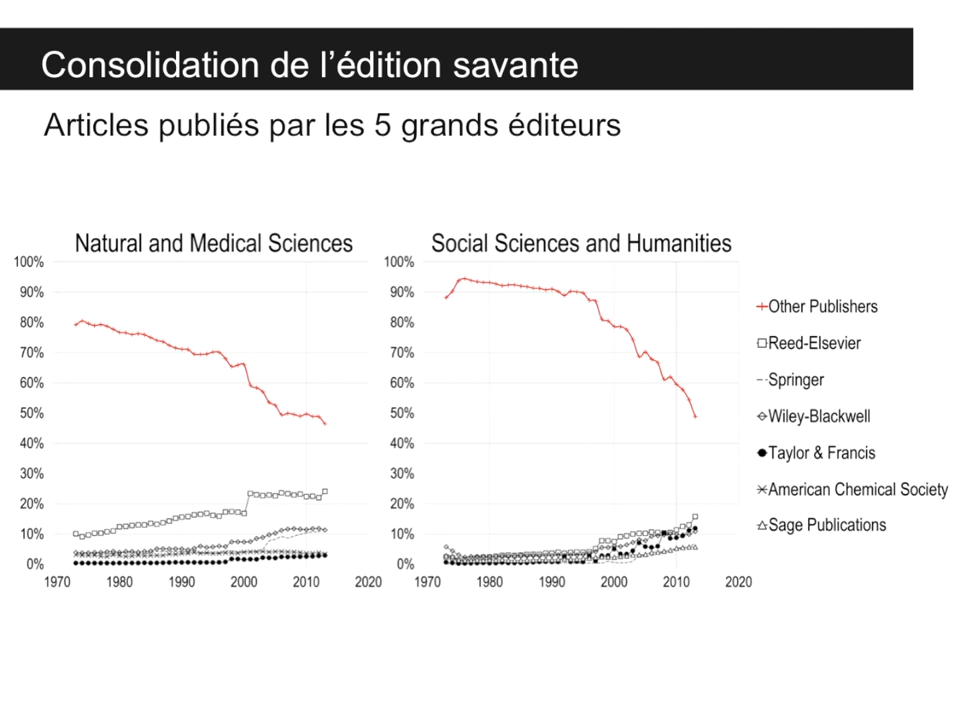 Consolidation de l’édition savante
Articles publiés par les 5 grands éditeurs
Natural and Medical Sciences
100%
90%
80%
70%
60%
50%
40%
30%
20%
10%
0%
1970 1980 1990 2000 2010 2020
Social Sciences and Humanities
100%
90%
80%
70%
60%
50%
40%
30%
20%
10%
0%
1970 1980 1990 2000 2010 2020
Other Publishers
Reed-Elsevier
Springer
Wiley-Blackwell
Taylor & Francis
American Chemical Society
Sage Publications